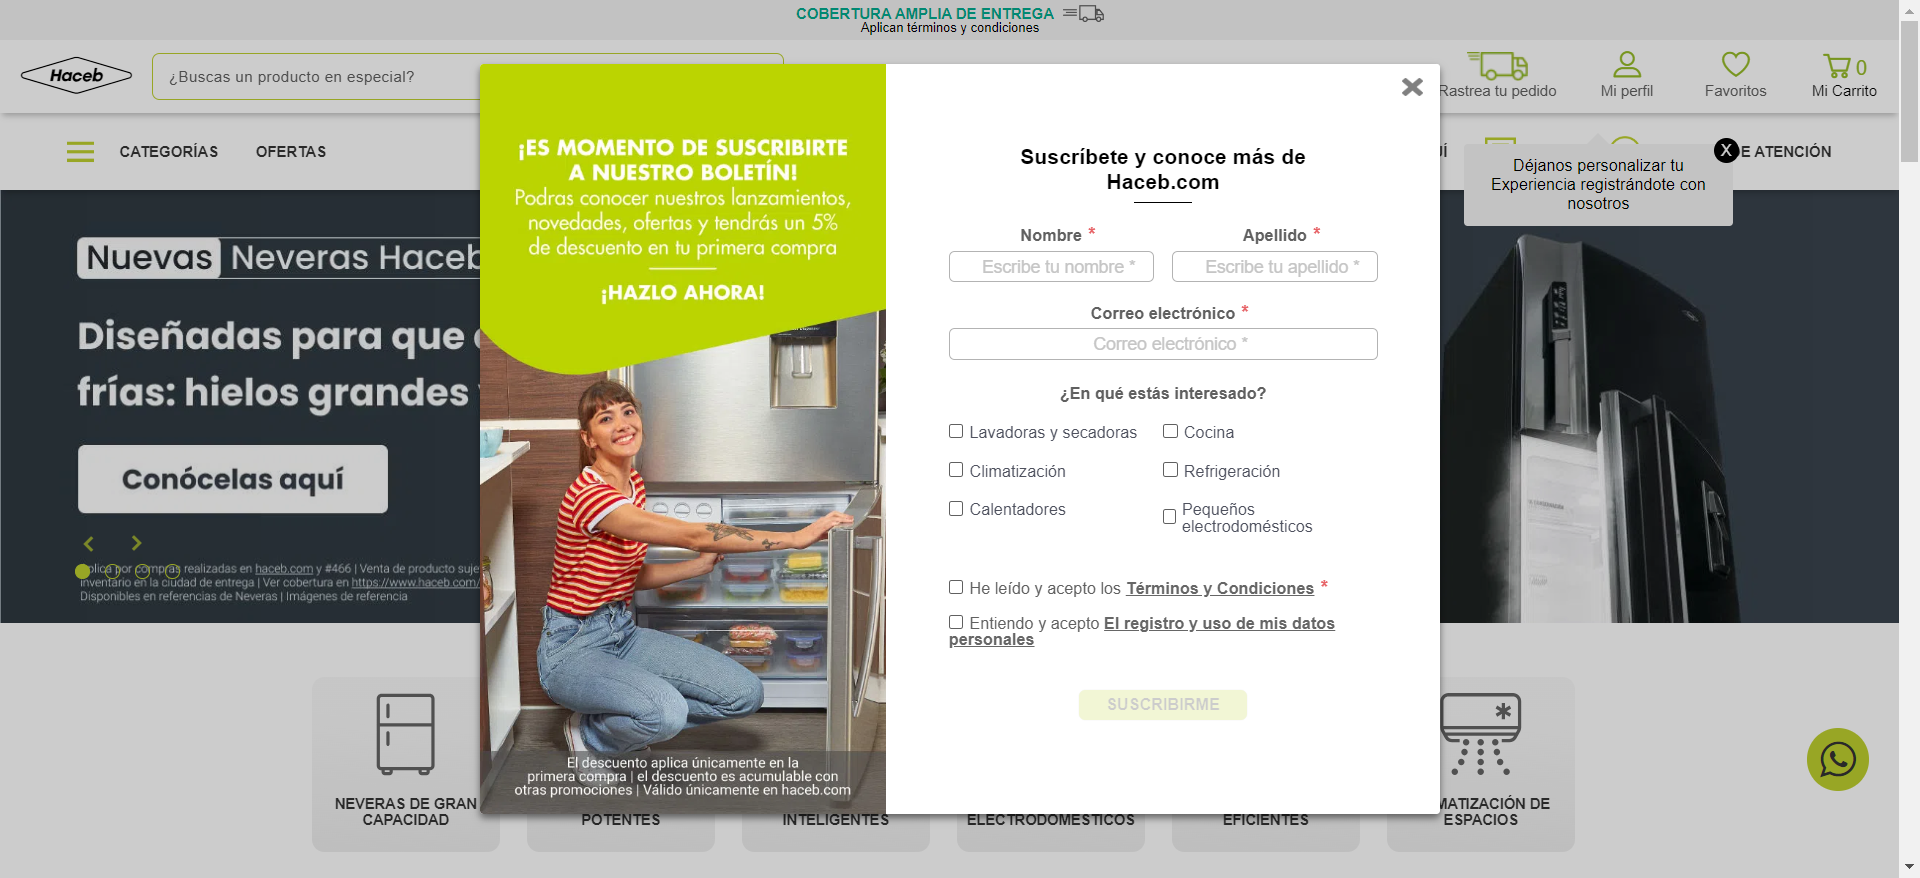 COBERTURA AMPLIA DE ENTREGA
Aplican términos y condiciones
Haceb
¿Buscas un producto en especial?
Rastrea tu pedido
Mi perfil
Favoritos
0
Mi Carrito
CATEGORÍAS
OFERTAS
E ATENCIÓN
X
Déjanos personalizar tu
Experiencia registrándote con
nosotros
Nuevas Neveras Haceb
Diseñadas para que
frías: hielos grandes
Conócelas aquí
Aplica por compras realizadas en haceb.com y #466 | Venta de producto suje
inventario en la ciudad de entrega | Ver cobertura en https://www.haceb.com/
Disponibles en referencias de Neveras | Imágenes de referencia
¡ES MOMENTO DE SUSCRIBIRTE
A NUESTRO BOLETÍN!
Podras conocer nuestros lanzamientos,
novedades, ofertas y tendrás un 5%
de descuento en tu primera compra
¡HAZLO AHORA!
El descuento aplica únicamente en la
primera compra | el descuento es acumulable con
otras promociones | Válido únicamente en haceb.com
Suscríbete y conoce más de
Haceb.com
Nombre *
Apellido *
Escribe tu nombre *
Escribe tu apellido *
Correo electrónico *
Correo electrónico *
¿En qué estás interesado?
Lavadoras y secadoras
Cocina
Climatización
Refrigeración
Calentadores
Pequeños
electrodomésticos
He leído y acepto los Términos y Condiciones *
Entiendo y acepto El registro y uso de mis datos
personales
SUSCRIBIRME
NEVERAS DE GRAN
CAPACIDAD
POTENTES
INTELIGENTES
ELECTRODOMÉSTICOS
EFICIENTES
MATIZACIÓN DE
ESPACIOS